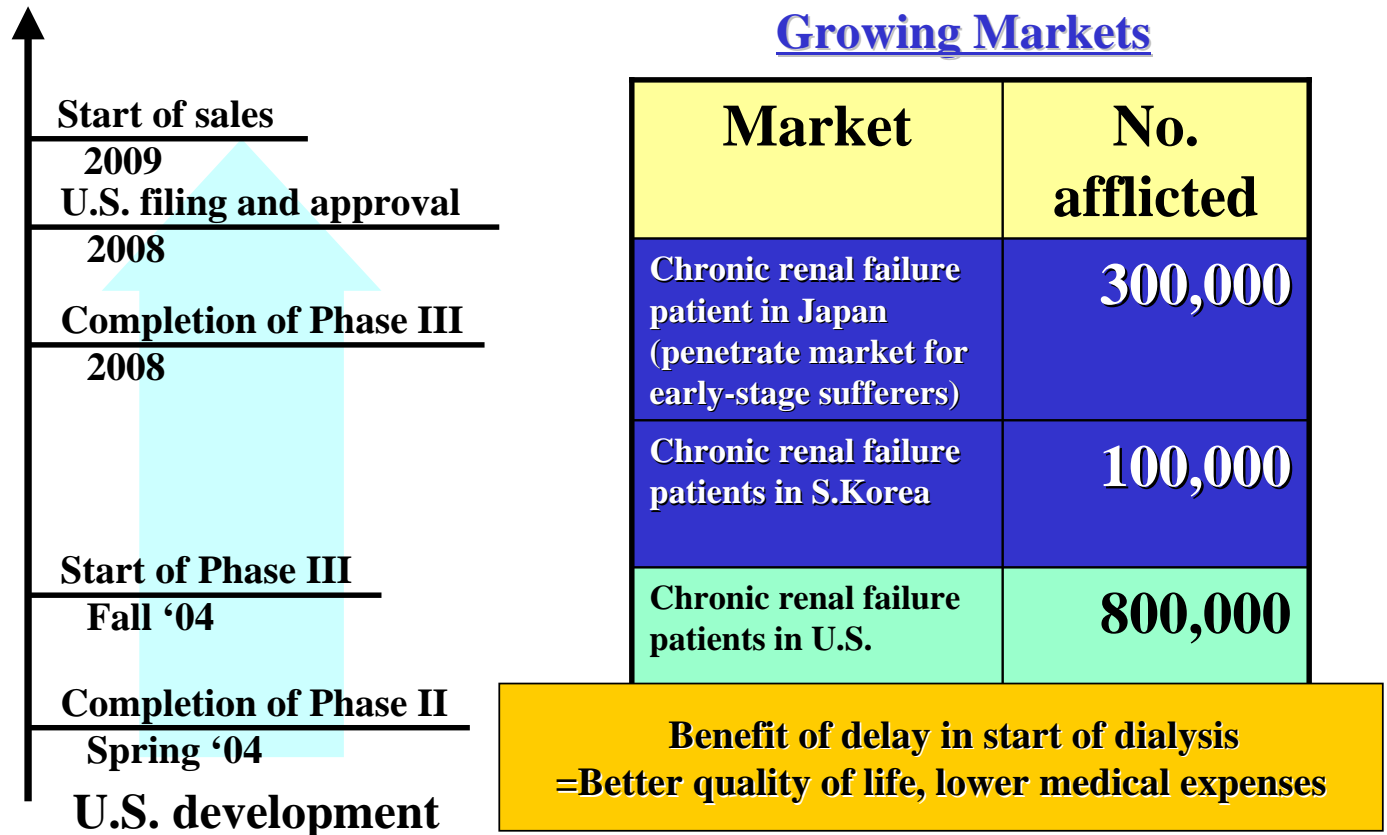 Growing Markets
Start of sales
2009
U.S. filing and approval
2008
Completion of Phase III
2008
Start of Phase III
Fall ‘04
Completion of Phase II
Spring ‘04
U.S. development
Market
No.
afflicted
Chronic renal failure
patient in Japan
(penetrate market for
early-stage sufferers)
300,000
Chronic renal failure
patients in S.Korea
100,000
Chronic renal failure
patients in U.S.
800,000
Benefit of delay in start of dialysis
=Better quality of life, lower medical expenses